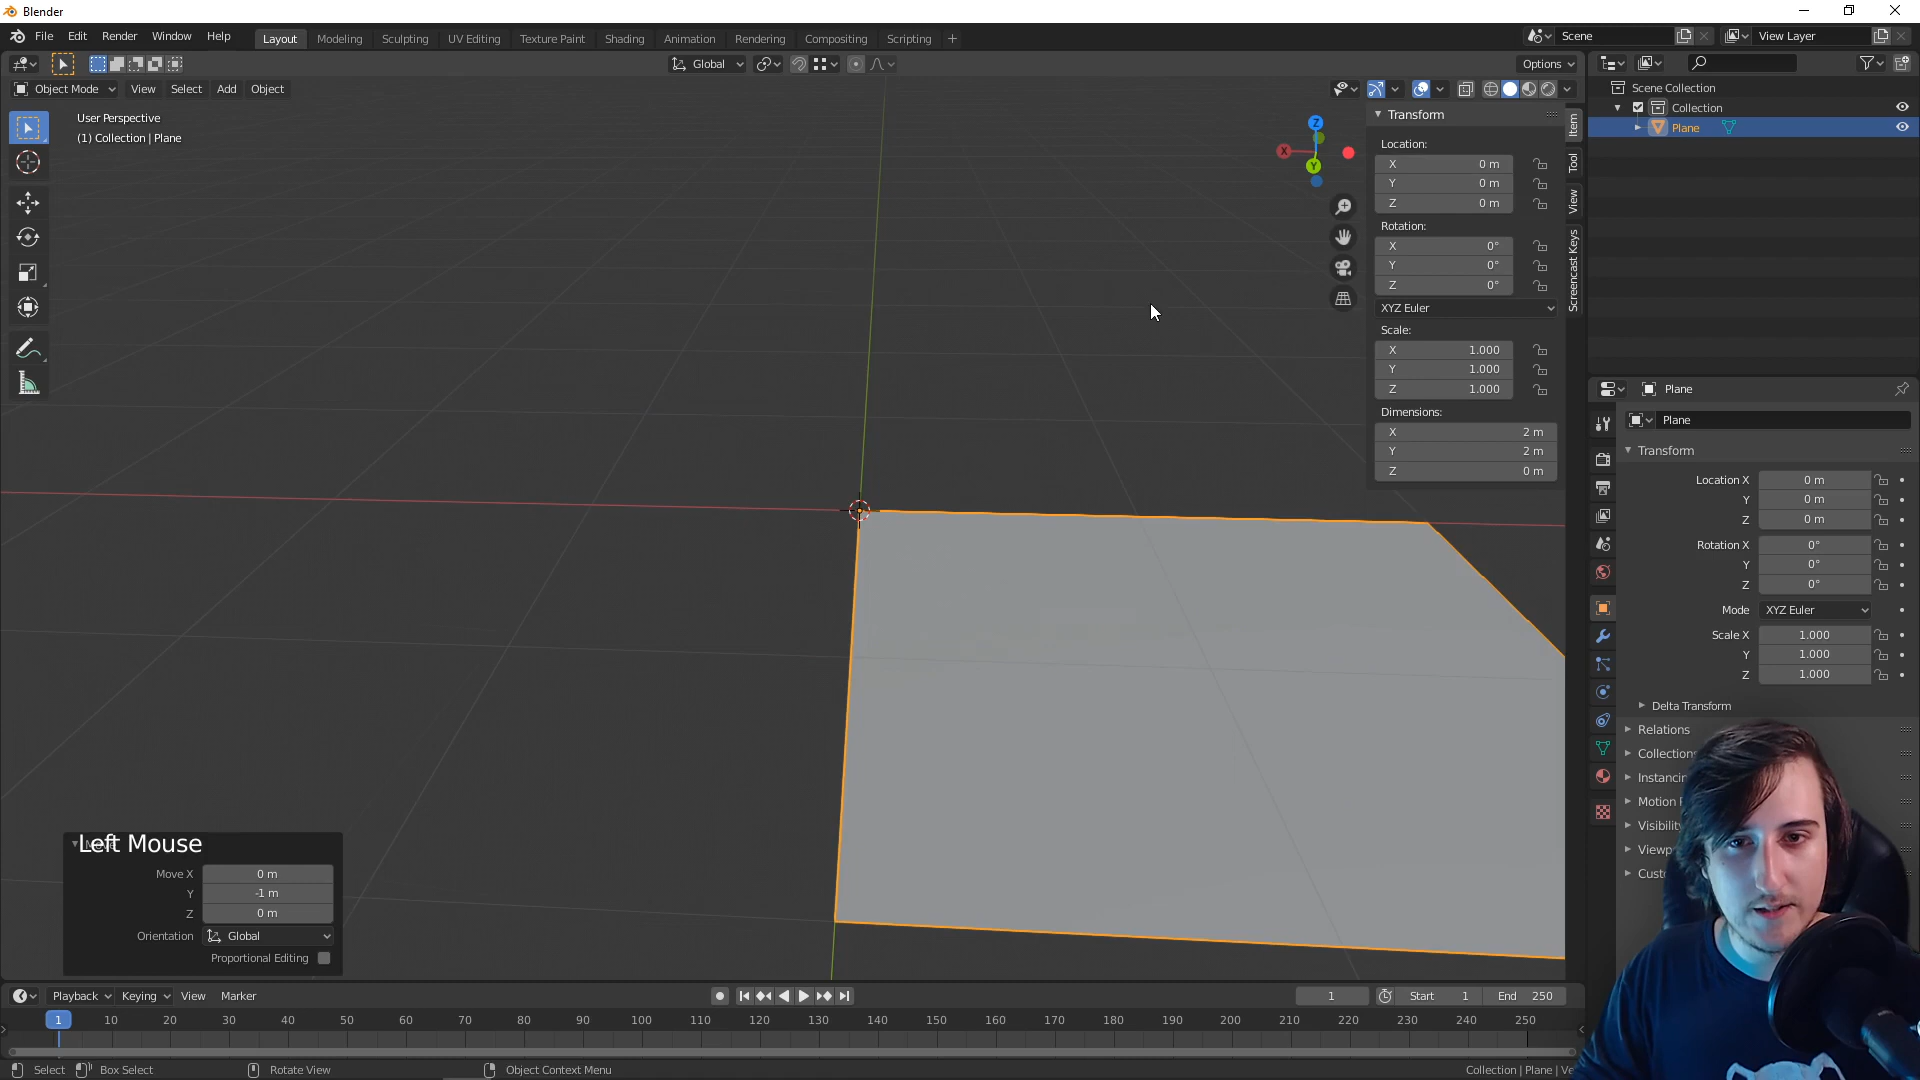 Blender
File Edit Render Window Help Layout Modeling Sculpting UV Editing Texture Paint Shading Animation Rendering Compositing Scripting + Scene View Layer
Global Options
Object Mode View Select Add Object
User Perspective
(1) Collection | Plane
Z
X
Y
Transform
Location:
X 0 m
Y 0 m
Z 0 m
Rotation:
X 0°
Y 0°
Z 0°
XYZ Euler
Scale:
X 1.000
Y 1.000
Z 1.000
Dimensions:
X 2 m
Y 2 m
Z 0 m
Item
Tool
View
Screencast Keys
Scene Collection
Collection
Plane
Plane
Plane
Transform
Location X 0 m
Y 0 m
Z 0 m
Rotation X 0°
Y 0°
Z 0°
Mode XYZ Euler
Scale X 1.000
Y 1.000
Z 1.000
Delta Transform
Relations
Collections
Instancin
Motion
Visibility
Viewp
Cust
Left Mouse
Move X 0 m
Y -1 m
Z 0 m
Orientation Global
Proportional Editing
Playback Keying View Marker 1 Start 1 End 250
1 10 20 30 40 50 60 70 80 90 100 110 120 130 140 150 160 170 180 190 200 210 220 230 240 250
Select Box Select Rotate View Object Context Menu Collection | Plane | Ve